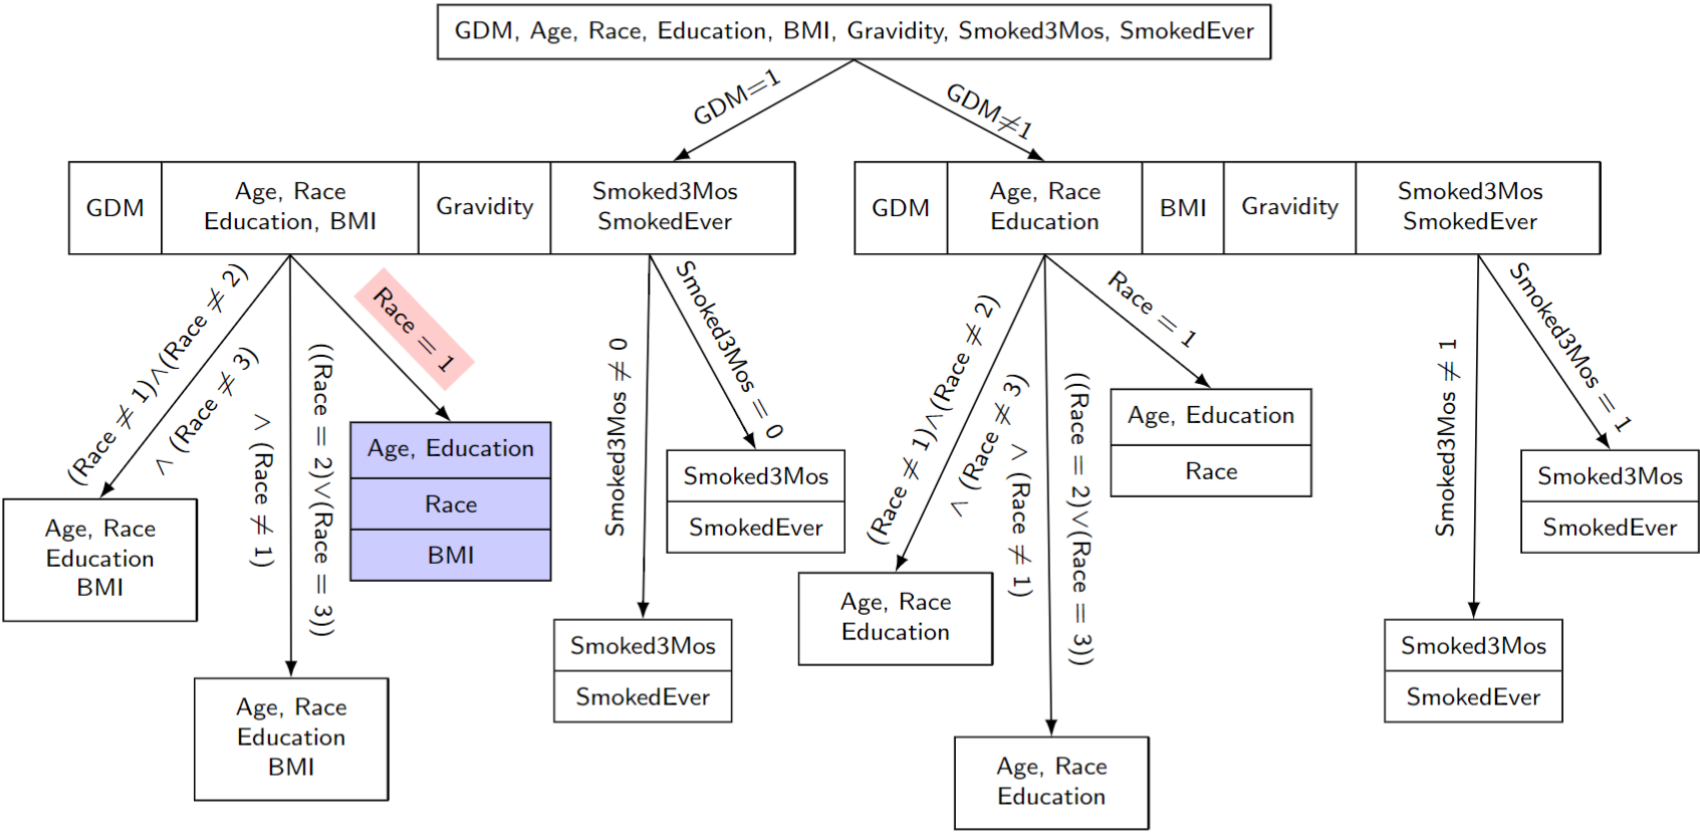 GDM, Age, Race, Education, BMI, Gravidity, Smoked3Mos, SmokedEver
GDM=1
GDM≠1
GDM
Age, Race
Education, BMI
Gravidity
Smoked3Mos
SmokedEver
GDM
Age, Race
Education
BMI
Gravidity
Smoked3Mos
SmokedEver
(Race ≠ 1)∧(Race ≠ 2)
∧ (Race ≠ 3)
((Race = 2)∨(Race = 3))
∧ (Race ≠ 1)
Race = 1
Smoked3Mos ≠ 0
Smoked3Mos = 0
(Race ≠ 1)∧(Race ≠ 2)
∧ (Race ≠ 3)
((Race = 2)∨(Race = 3))
∧ (Race ≠ 1)
Race = 1
Smoked3Mos ≠ 1
Smoked3Mos = 1
Age, Race
Education
BMI
Age, Race
Education
BMI
Age, Education
Race
BMI
Smoked3Mos
SmokedEver
Smoked3Mos
SmokedEver
Age, Race
Education
Age, Race
Education
Age, Education
Race
Smoked3Mos
SmokedEver
Smoked3Mos
SmokedEver